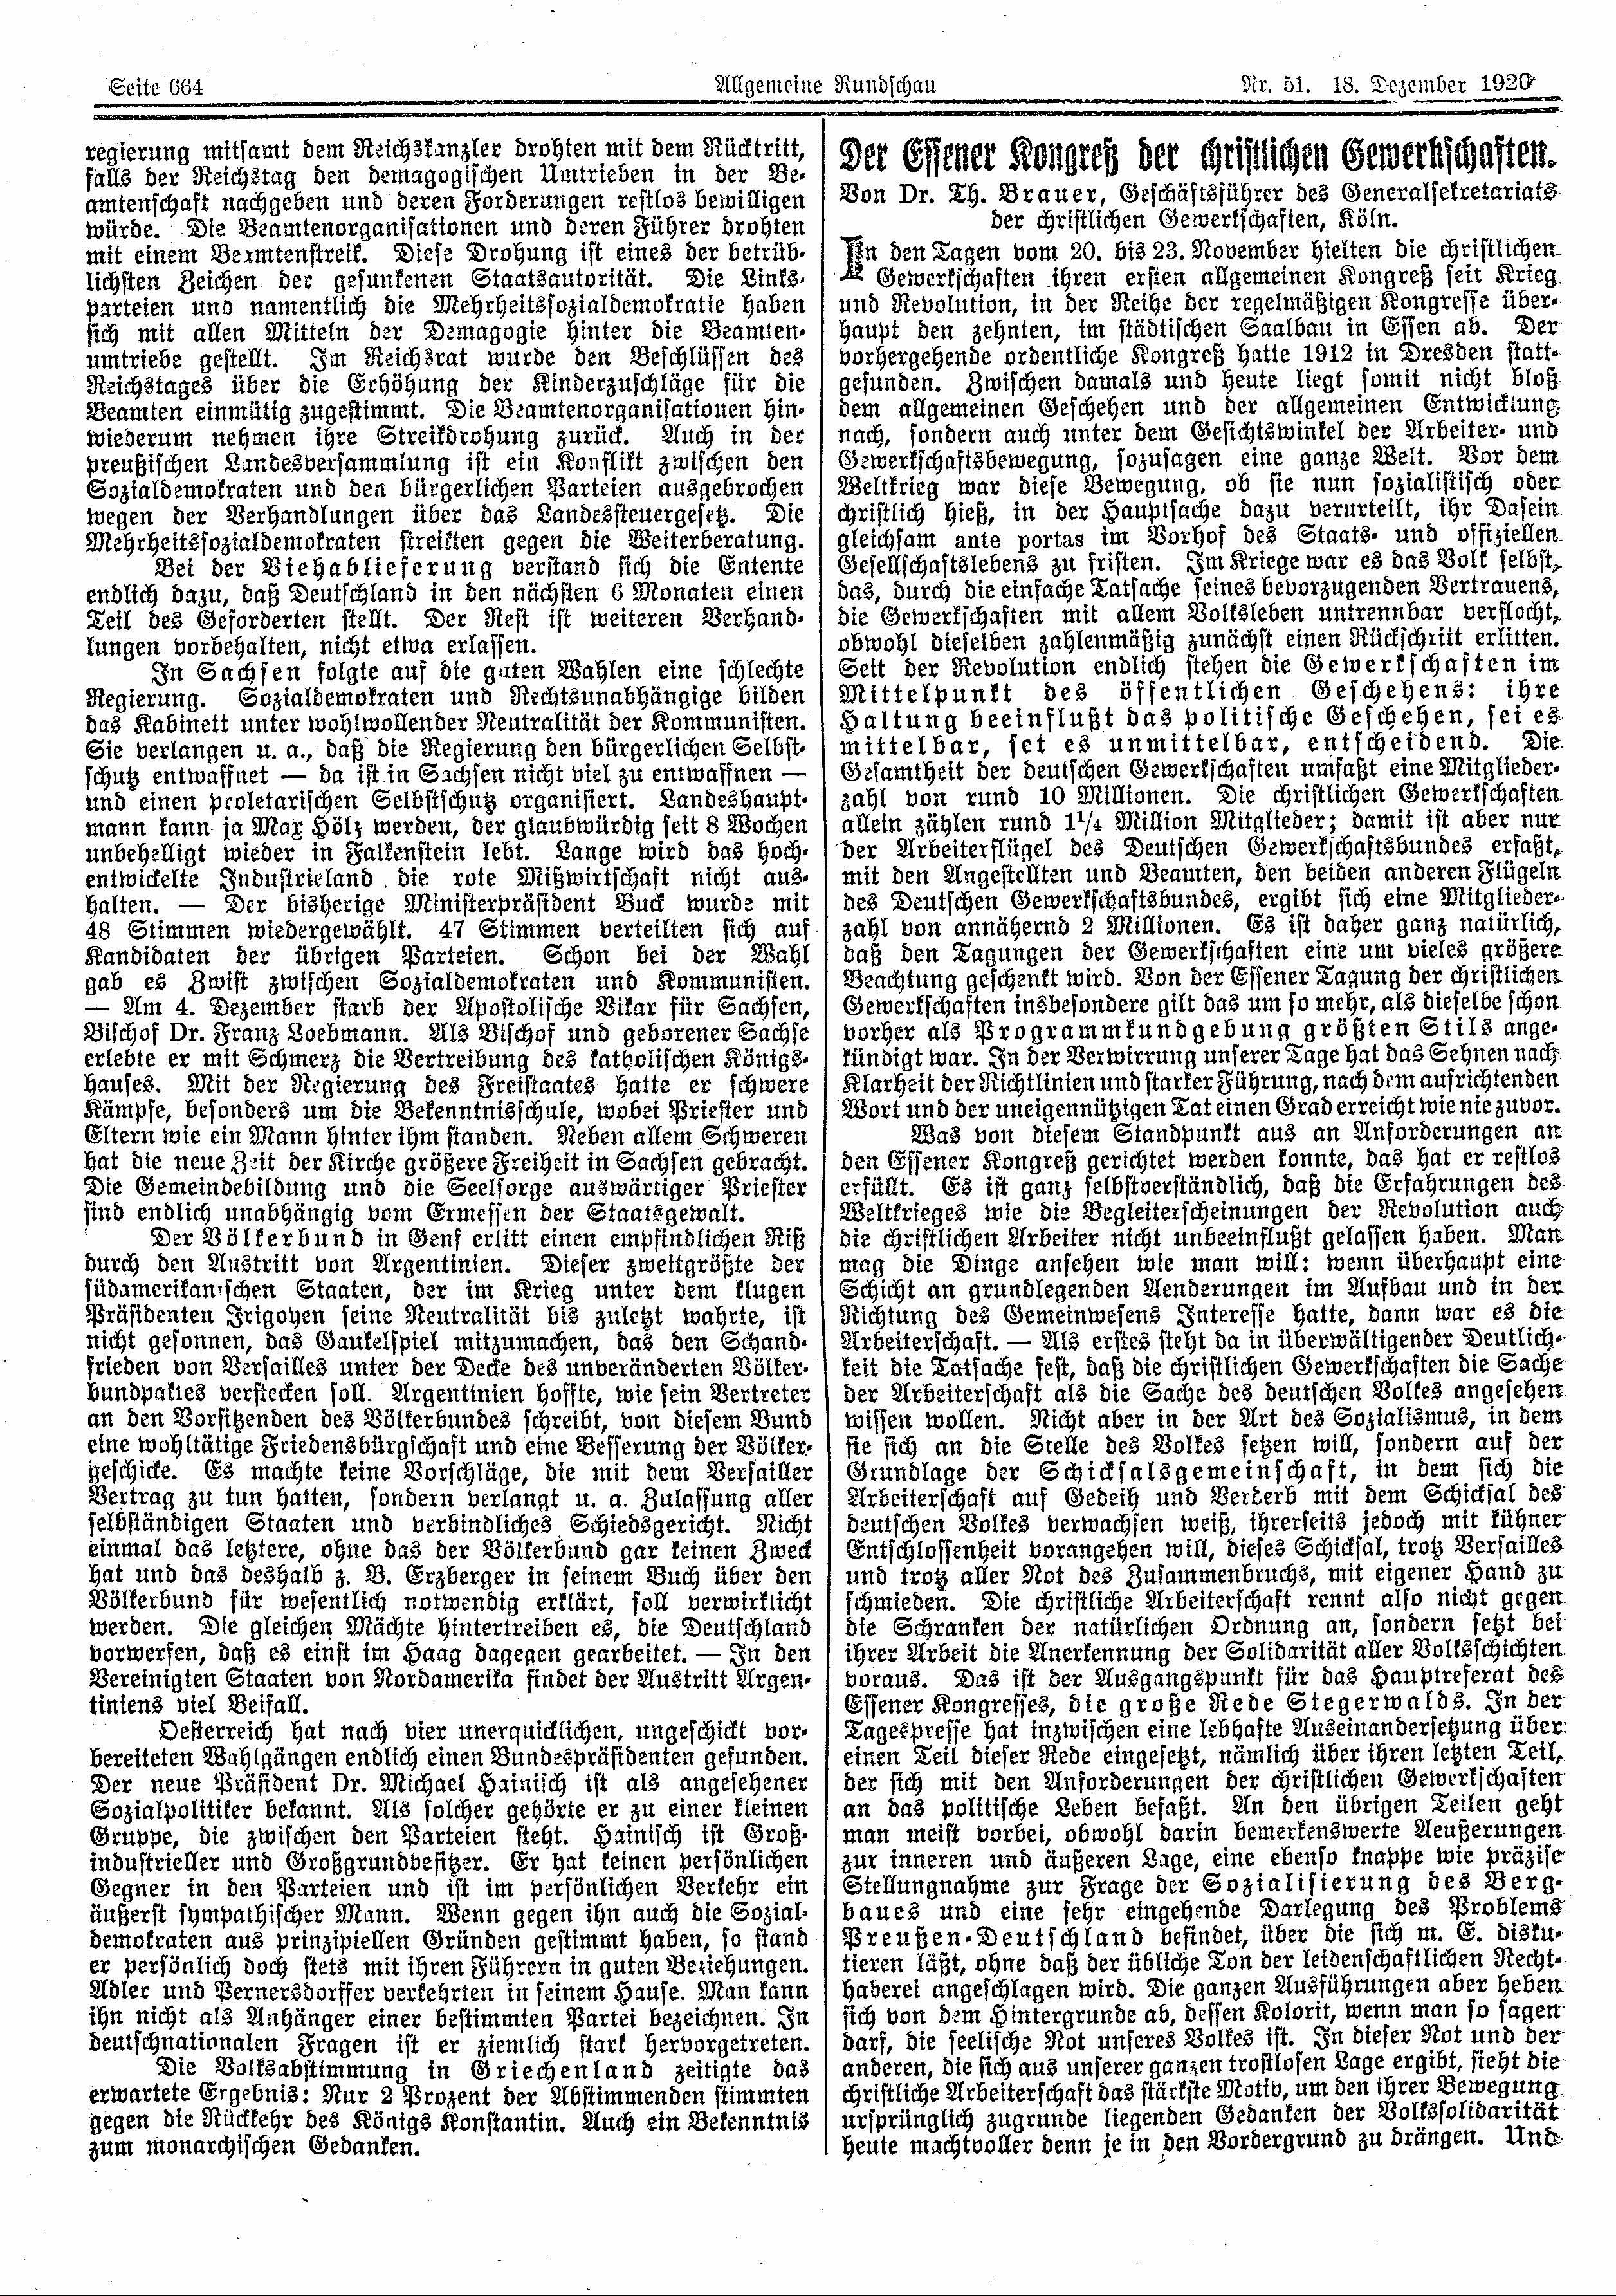 Seite 664
Allgemeine Rundschau
Nr. 51. 18. Dezember 1920
regierung mitsamt dem Reichskanzler drohten mit dem Rücktritt,
falls der Reichstag den demagogischen Umtrieben in der Be-
amtenschaft nachgeben und deren Forderungen restlos bewilligen
würde. Die Beamtenorganisationen und deren Führer drohten
mit einem Beamtenstreik. Diese Drohung ist eines der betrüb-
lichsten Zeichen der gesunkenen Staatsautorität. Die Links-
parteien und namentlich die Mehrheitssozialdemokratie haben
sich mit allen Mitteln der Demagogie hinter die Beamten-
umtriebe gestellt. Im Reichsrat wurde den Beschlüssen des
Reichstages über die Erhöhung der Kinderzuschläge für die
Beamten einmütig zugestimmt. Die Beamtenorganisationen hin-
wiederum nehmen ihre Streikdrohung zurück. Auch in der
preußischen Landesversammlung ist ein Konflikt zwischen den
Sozialdemokraten und den bürgerlichen Parteien ausgebrochen
wegen der Verhandlungen über das Landessteuergesetz. Die
Mehrheitssozialdemokraten streikten gegen die Weiterberatung.
Bei der Viehablieferung verstand sich die Entente
endlich dazu, daß Deutschland in den nächsten 6 Monaten einen
Teil des Geforderten stellt. Der Rest ist weiteren Verhand-
lungen vorbehalten, nicht etwa erlassen.
In Sachsen folgte auf die guten Wahlen eine schlechte
Regierung. Sozialdemokraten und Rechtsunabhängige bilden
das Kabinett unter wohlwollender Neutralität der Kommunisten.
Sie verlangen u. a., daß die Regierung den bürgerlichen Selbst-
schutz entwaffnet — da ist in Sachsen nicht viel zu entwaffnen —
und einen proletarischen Selbstschutz organisiert. Landeshaupt-
mann kann ja Max Hölz werden, der glaubwürdig seit 8 Wochen
unbehelligt wieder in Falkenstein lebt. Lange wird das hoch-
entwickelte Industrieland die rote Mißwirtschaft nicht aus-
halten. — Der bisherige Ministerpräsident Buck wurde mit
48 Stimmen wiedergewählt. 47 Stimmen verteilten sich auf
Kandidaten der übrigen Parteien. Schon bei der Wahl
gab es Zwist zwischen Sozialdemokraten und Kommunisten.
— Am 4. Dezember starb der Apostolische Vikar für Sachsen,
Bischof Dr. Franz Loebmann. Als Bischof und geborener Sachse
erlebte er mit Schmerz die Vertreibung des katholischen Königs-
hauses. Mit der Regierung des Freistaates hatte er schwere
Kämpfe, besonders um die Bekenntnisschule, wobei Priester und
Eltern wie ein Mann hinter ihm standen. Neben allem Schweren
hat die neue Zeit der Kirche größere Freiheit in Sachsen gebracht.
Die Gemeindebildung und die Seelsorge auswärtiger Priester
sind endlich unabhängig vom Ermessen der Staatsgewalt.
Der Völkerbund in Genf erlitt einen empfindlichen Riß
durch den Austritt von Argentinien. Dieser zweitgrößte der
südamerikanischen Staaten, der im Krieg unter dem klugen
Präsidenten Irigoyen seine Neutralität bis zuletzt wahrte, ist
nicht gesonnen, das Gaukelspiel mitzumachen, das den Schand-
frieden von Versailles unter der Decke des unveränderten Völker-
bundpaktes verstecken soll. Argentinien hoffte, wie sein Vertreter
an den Vorsitzenden des Völkerbundes schreibt, von diesem Bund
eine wohltätige Friedensbürgschaft und eine Besserung der Völker-
geschicke. Es machte keine Vorschläge, die mit dem Versailler
Vertrag zu tun hatten, sondern verlangt u. a. Zulassung aller
selbständigen Staaten und verbindliches Schiedsgericht. Nicht
einmal das letztere, ohne das der Völkerbund gar keinen Zweck
hat und das deshalb z. B. Erzberger in seinem Buch über den
Völkerbund für wesentlich notwendig erklärt, soll verwirklicht
werden. Die gleichen Mächte hintertreiben es, die Deutschland
vorwerfen, daß es einst im Haag dagegen gearbeitet. — In den
Vereinigten Staaten von Nordamerika findet der Austritt Argen-
tiniens viel Beifall.
Oesterreich hat nach vier unerquicklichen, ungeschickt vor-
bereiteten Wahlgängen endlich einen Bundespräsidenten gefunden.
Der neue Präsident Dr. Michael Hainisch ist als angesehener
Sozialpolitiker bekannt. Als solcher gehörte er zu einer kleinen
Gruppe, die zwischen den Parteien steht. Hainisch ist Groß-
industrieller und Großgrundbesitzer. Er hat keinen persönlichen
Gegner in den Parteien und ist im persönlichen Verkehr ein
äußerst sympathischer Mann. Wenn gegen ihn auch die Sozial-
demokraten aus prinzipiellen Gründen gestimmt haben, so stand
er persönlich doch stets mit ihren Führern in guten Beziehungen.
Adler und Pernersdorffer verkehrten in seinem Hause. Man kann
ihn nicht als Anhänger einer bestimmten Partei bezeichnen. In
deutschnationalen Fragen ist er ziemlich stark hervorgetreten.
Die Volksabstimmung in Griechenland zeitigte das
erwartete Ergebnis: Nur 2 Prozent der Abstimmenden stimmten
gegen die Rückkehr des Königs Konstantin. Auch ein Bekenntnis
zum monarchischen Gedanken.
Der Essener Kongreß der christlichen Gewerkschaften.
Von Dr. Th. Brauer, Geschäftsführer des Generalsekretariats
der christlichen Gewerkschaften, Köln.
In den Tagen vom 20. bis 23. November hielten die christlichen
Gewerkschaften ihren ersten allgemeinen Kongreß seit Krieg
und Revolution, in der Reihe der regelmäßigen Kongresse über-
haupt den zehnten, im städtischen Saalbau in Essen ab. Der
vorhergehende ordentliche Kongreß hatte 1912 in Dresden statt-
gefunden. Zwischen damals und heute liegt somit nicht bloß
dem allgemeinen Geschehen und der allgemeinen Entwicklung
nach, sondern auch unter dem Gesichtswinkel der Arbeiter- und
Gewerkschaftsbewegung, sozusagen eine ganze Welt. Vor dem
Weltkrieg war diese Bewegung, ob sie nun sozialistisch oder
christlich hieß, in der Hauptsache dazu verurteilt, ihr Dasein
gleichsam ante portas im Vorhof des Staats- und offiziellen
Gesellschaftslebens zu fristen. Im Kriege war es das Volk selbst,
das, durch die einfache Tatsache seines bevorzugenden Vertrauens,
die Gewerkschaften mit allem Volksleben untrennbar verflocht,
obwohl dieselben zahlenmäßig zunächst einen Rückschritt erlitten.
Seit der Revolution endlich stehen die Gewerkschaften im
Mittelpunkt des öffentlichen Geschehens: ihre
Haltung beeinflußt das politische Geschehen, sei es
mittelbar, set es unmittelbar, entscheidend. Die
Gesamtheit der deutschen Gewerkschaften umfaßt eine Mitglieder-
zahl von rund 10 Millionen. Die christlichen Gewerkschaften
allein zählen rund 1¼ Million Mitglieder; damit ist aber nur
der Arbeiterflügel des Deutschen Gewerkschaftsbundes erfaßt,
mit den Angestellten und Beamten, den beiden anderen Flügeln
des Deutschen Gewerkschaftsbundes, ergibt sich eine Mitglieder-
zahl von annähernd 2 Millionen. Es ist daher ganz natürlich,
daß den Tagungen der Gewerkschaften eine um vieles größere
Beachtung geschenkt wird. Von der Essener Tagung der christlichen
Gewerkschaften insbesondere gilt das um so mehr, als dieselbe schon
vorher als Programmkundgebung größten Stils ange-
kündigt war. In der Verwirrung unserer Tage hat das Sehnen nach
Klarheit der Richtlinien und starker Führung, nach dem aufrichtenden
Wort und der uneigennützigen Tat einen Grad erreicht wie nie zuvor.
Was von diesem Standpunkt aus an Anforderungen an
den Essener Kongreß gerichtet werden konnte, das hat er restlos
erfüllt. Es ist ganz selbstverständlich, daß die Erfahrungen des
Weltkrieges wie die Begleiterscheinungen der Revolution auch
die christlichen Arbeiter nicht unbeeinflußt gelassen haben. Man
mag die Dinge ansehen wie man will: wenn überhaupt eine
Schicht an grundlegenden Aenderungen im Aufbau und in der
Richtung des Gemeinwesens Interesse hatte, dann war es die
Arbeiterschaft. — Als erstes steht da in überwältigender Deutlich-
keit die Tatsache fest, daß die christlichen Gewerkschaften die Sache
der Arbeiterschaft als die Sache des deutschen Volkes angesehen
wissen wollen. Nicht aber in der Art des Sozialismus, in dem
sie sich an die Stelle des Volkes setzen will, sondern auf der
Grundlage der Schicksalsgemeinschaft, in dem sich die
Arbeiterschaft auf Gedeih und Verderb mit dem Schicksal des
deutschen Volkes verwachsen weiß, ihrerseits jedoch mit kühner
Entschlossenheit vorangehen will, dieses Schicksal, trotz Versailles
und trotz aller Not des Zusammenbruchs, mit eigener Hand zu
schmieden. Die christliche Arbeiterschaft rennt also nicht gegen
die Schranken der natürlichen Ordnung an, sondern setzt bei
ihrer Arbeit die Anerkennung der Solidarität aller Volksschichten
voraus. Das ist der Ausgangspunkt für das Hauptreferat des
Essener Kongresses, die große Rede Stegerwalds. In der
Tagespresse hat inzwischen eine lebhafte Auseinandersetzung über
einen Teil dieser Rede eingesetzt, nämlich über ihren letzten Teil,
der sich mit den Anforderungen der christlichen Gewerkschaften
an das politische Leben befaßt. An den übrigen Teilen geht
man meist vorbei, obwohl darin bemerkenswerte Aeußerungen
zur inneren und äußeren Lage, eine ebenso knappe wie präzise
Stellungnahme zur Frage der Sozialisierung des Berg-
baues und eine sehr eingehende Darlegung des Problems
Preußen-Deutschland befindet, über die sich m. E. disku-
tieren läßt, ohne daß der übliche Ton der leidenschaftlichen Recht-
haberei angeschlagen wird. Die ganzen Ausführungen aber heben
sich von dem Hintergrunde ab, dessen Kolorit, wenn man so sagen
darf, die seelische Not unseres Volkes ist. In dieser Not und der
anderen, die sich aus unserer ganzen trostlosen Lage ergibt, sieht die
christliche Arbeiterschaft das stärkste Motiv, um den ihrer Bewegung
ursprünglich zugrunde liegenden Gedanken der Volkssolidarität
heute machtvoller denn je in den Vordergrund zu drängen. Und